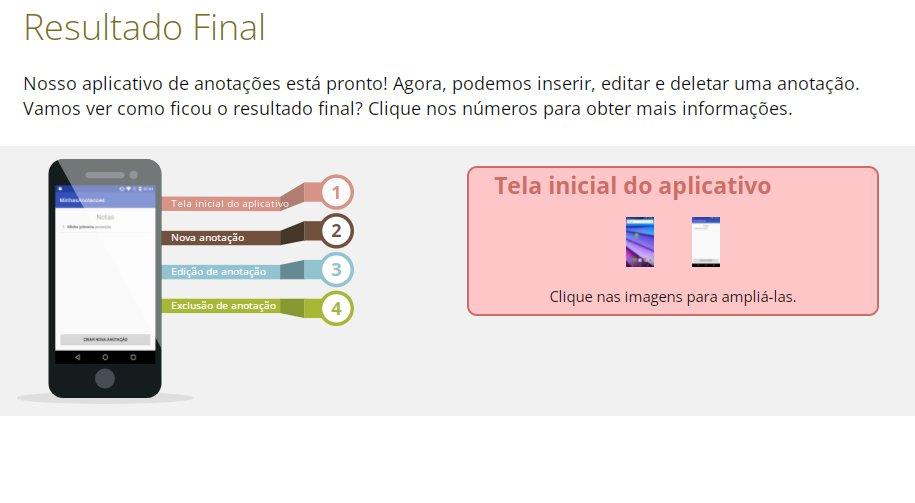 Resultado Final
Nosso aplicativo de anotações está pronto! Agora, podemos inserir, editar e deletar uma anotação.
Vamos ver como ficou o resultado final? Clique nos números para obter mais informações.
MinhasAnotacoes
Notas
1 Minha primeira anotação
CRIAR NOVA ANOTAÇÃO
Tela inicial do aplicativo
1
Nova anotação
2
Edição de anotação
3
Exclusão de anotação
4
Tela inicial do aplicativo
Clique nas imagens para ampliá-las.